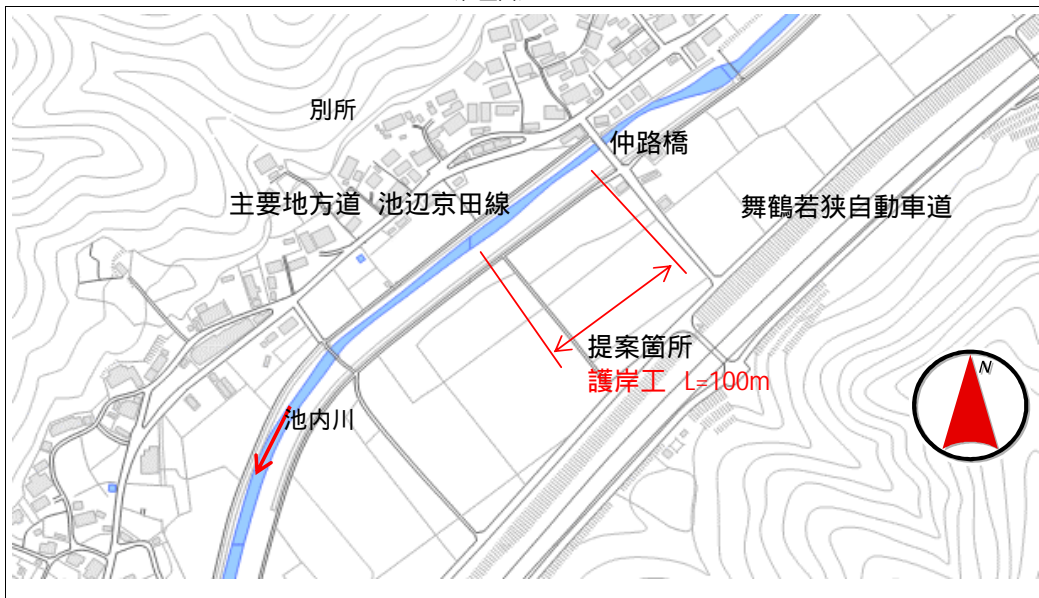 別所
仲路橋
主要地方道 池辺京田線
舞鶴若狭自動車道
提案箇所
護岸工 L=100m
池内川
N